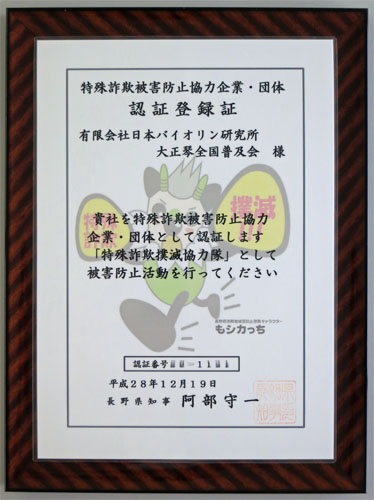 特殊詐欺被害防止協力企業・団体
認証登録証
有限会社日本バイオリン研究所
大正琴全国普及会 様
撲滅
!!!
貴社を特殊詐欺被害防止協力
企業・団体として認証します
「特殊詐欺撲滅協力隊」として
被害防止活動を行ってください
もシカっち
認証番号
平成28年12月19日
長野県知事 阿部守一